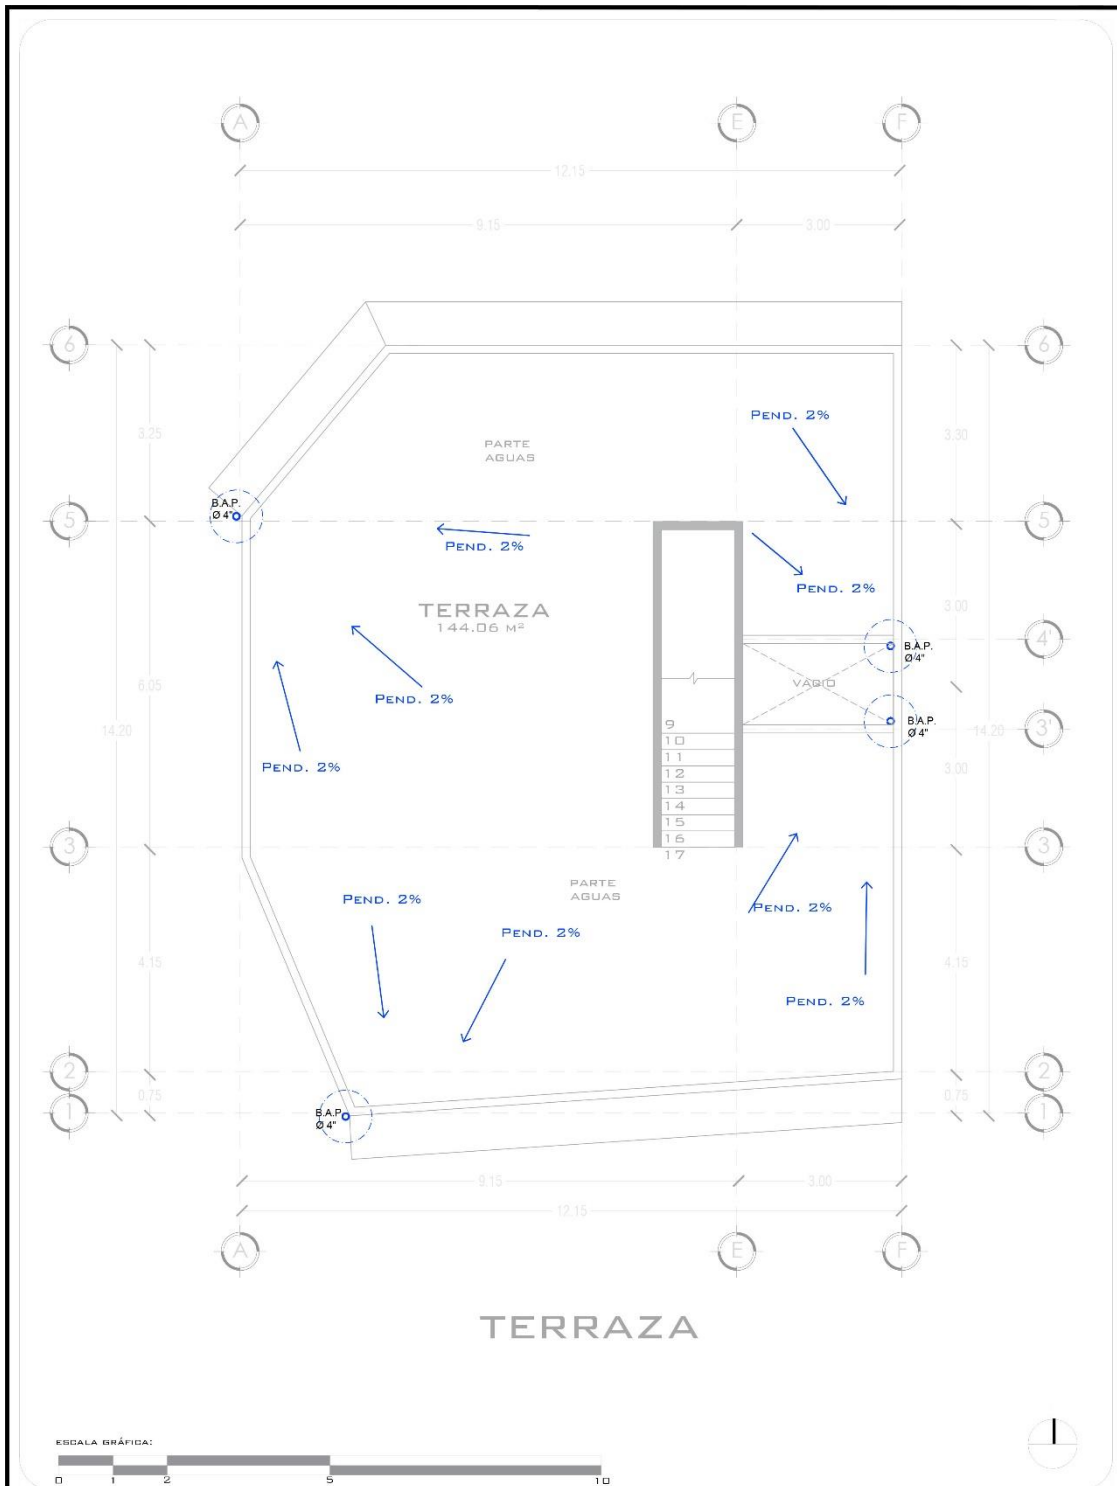 A
E
F
12.15
9.15
3.00
6
6
3.25
3.30
PEND. 2%
PARTE
AGUAS
B.A.P.
Ø 4"
5
5
PEND. 2%
PEND. 2%
TERRAZA
144.06 M²
3.00
4'
B.A.P.
Ø 4"
6.05
VACIO
PEND. 2%
14.20
9
B.A.P.
Ø 4"
14.20
3'
10
11
PEND. 2%
12
3.00
13
14
15
16
3
17
3
PARTE
AGUAS
PEND. 2%
PEND. 2%
PEND. 2%
4.15
4.15
PEND. 2%
2
2
0.75
0.75
1
B.A.P.
Ø 4"
1
9.15
3.00
12.15
A
E
F
TERRAZA
ESCALA GRÁFICA:
0
1
2
5
10